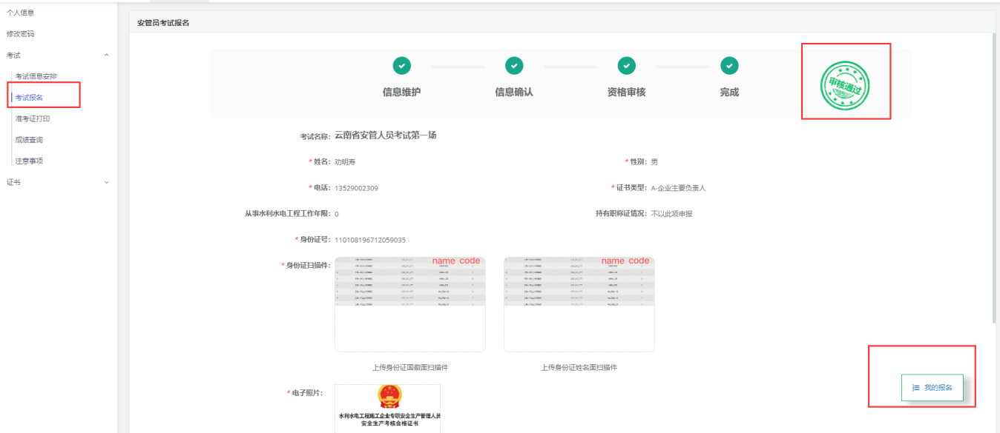 个人信息
修改密码
考试
考试信息安排
考试报名
准考证打印
成绩查询
注意事项
证书
安管员考试报名
信息维护 信息确认 资格审核 完成
审核通过
考试名称: 云南省安管人员考试第一场
* 姓名: 劝明寿 * 性别: 男
* 电话: 13529002309 * 证书类型: A-企业主要负责人
从事水利水电工程工作年限: 0 持有职称证情况: 不以此项申报
* 身份证号: 110108196712059035
* 身份证扫描件: name code name code
上传身份证国徽面扫描件 上传身份证姓名面扫描件
* 电子照片:
水利水电工程施工企业专职安全生产管理人员
安全生产考核合格证书
我的报名